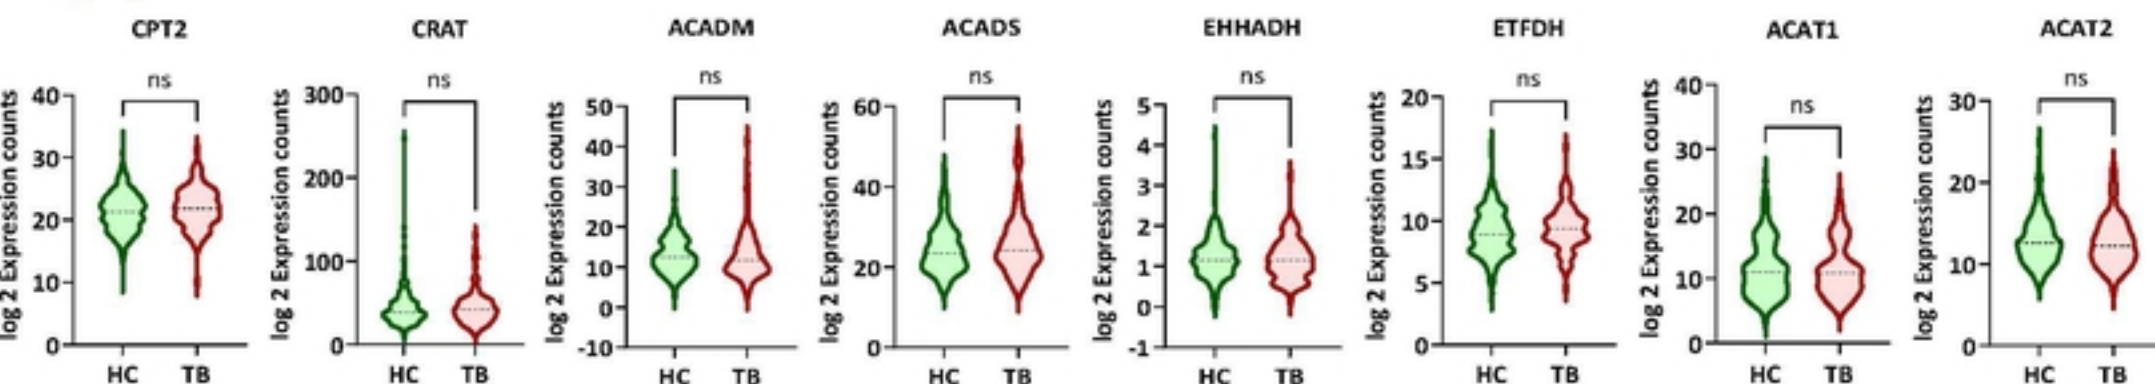 CPT2 CRAT ACADM ACADS EHHADH ETFDH ACAT1 ACAT2
ns ns ns ns ns ns ns ns
log 2 Expression counts
40
30
20
10
0
HC TB
log 2 Expression counts
300
200
100
0
HC TB
log 2 Expression counts
50
40
30
20
10
0
-10
HC TB
log 2 Expression counts
60
40
20
0
HC TB
log 2 Expression counts
5
4
3
2
1
0
-1
HC TB
log 2 Expression counts
20
15
10
5
0
HC TB
log 2 Expression counts
40
30
20
10
0
HC TB
log 2 Expression counts
30
20
10
0
HC TB